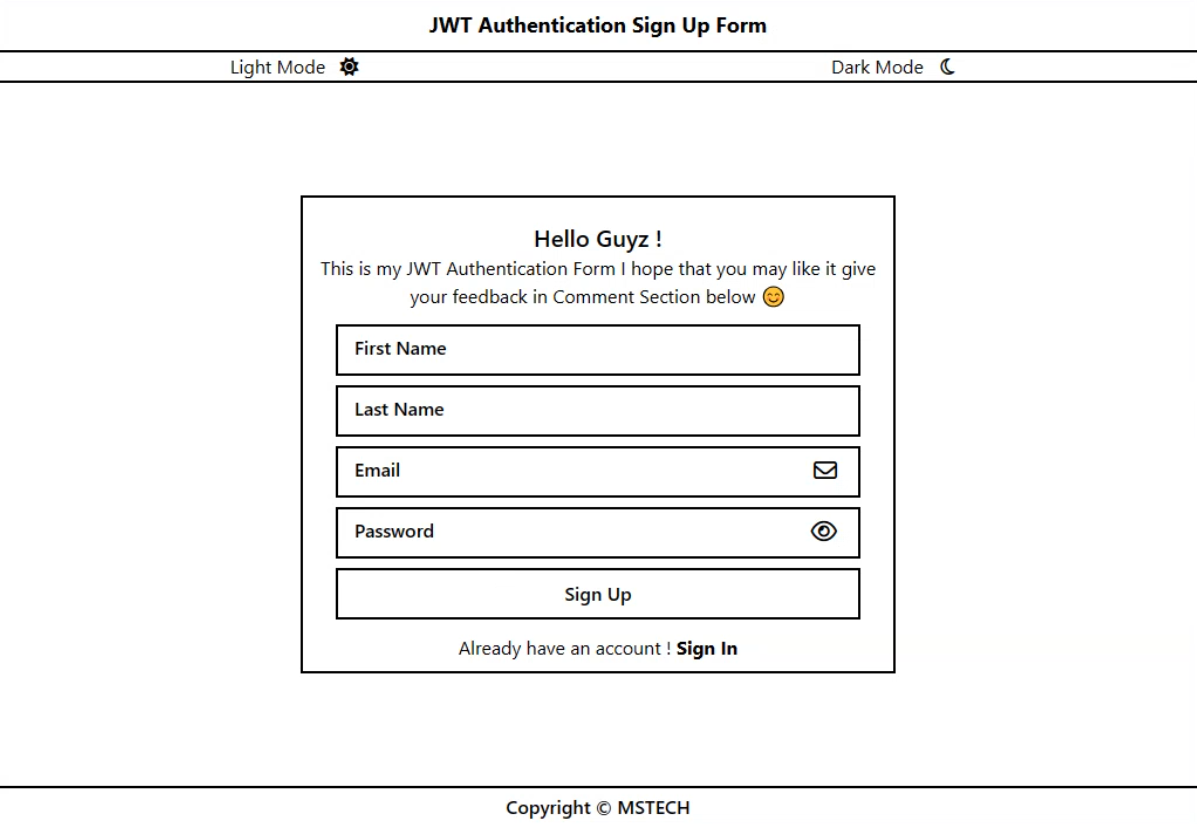 JWT Authentication Sign Up Form
Light Mode
Dark Mode
Hello Guyz !
This is my JWT Authentication Form I hope that you may like it give
your feedback in Comment Section below 😊
First Name
Last Name
Email
Password
Sign Up
Already have an account ! Sign In
Copyright © MSTECH